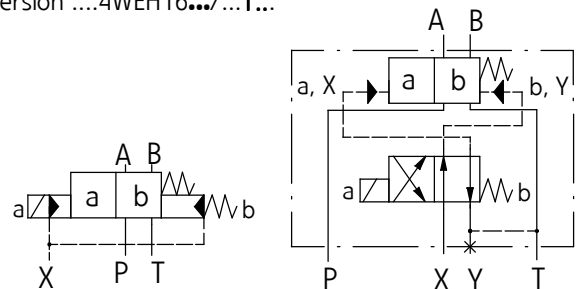 ersion ....4WEH16.../...T...
A B
a b
a b
X P T
A B
a, X a b b, Y
a b
P X Y T